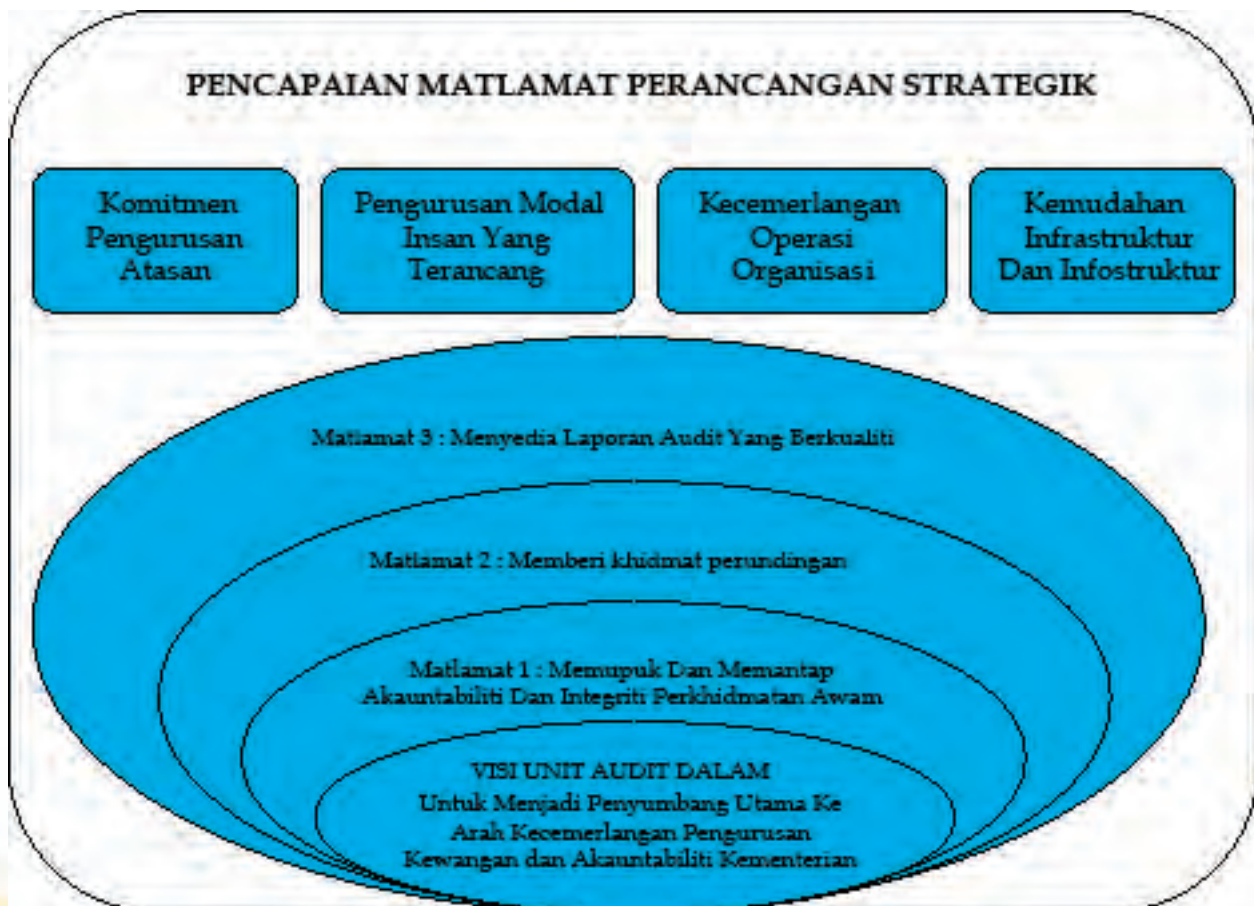 PENCAPAIAN MATLAMAT PERANCANGAN STRATEGIK
Komitmen
Pengurusan
Atasan
Pengurusan Modal
Insan Yang
Terancang
Kecemerlangan
Operasi
Organisasi
Kemudahan
Infrastruktur
Dan Infostruktur
Matlamat 3 : Menyedia Laporan Audit Yang Berkualiti
Matlamat 2 : Memberi khidmat perundingan
Matlamat 1 : Memupuk Dan Memantap
Akauntabiliti Dan Integriti Perkhidmatan Awam
VISI UNIT AUDIT DALAM
Untuk Menjadi Penyumbang Utama Ke
Arah Kecemerlangan Pengurusan
Kewangan dan Akauntabiliti Kementerian